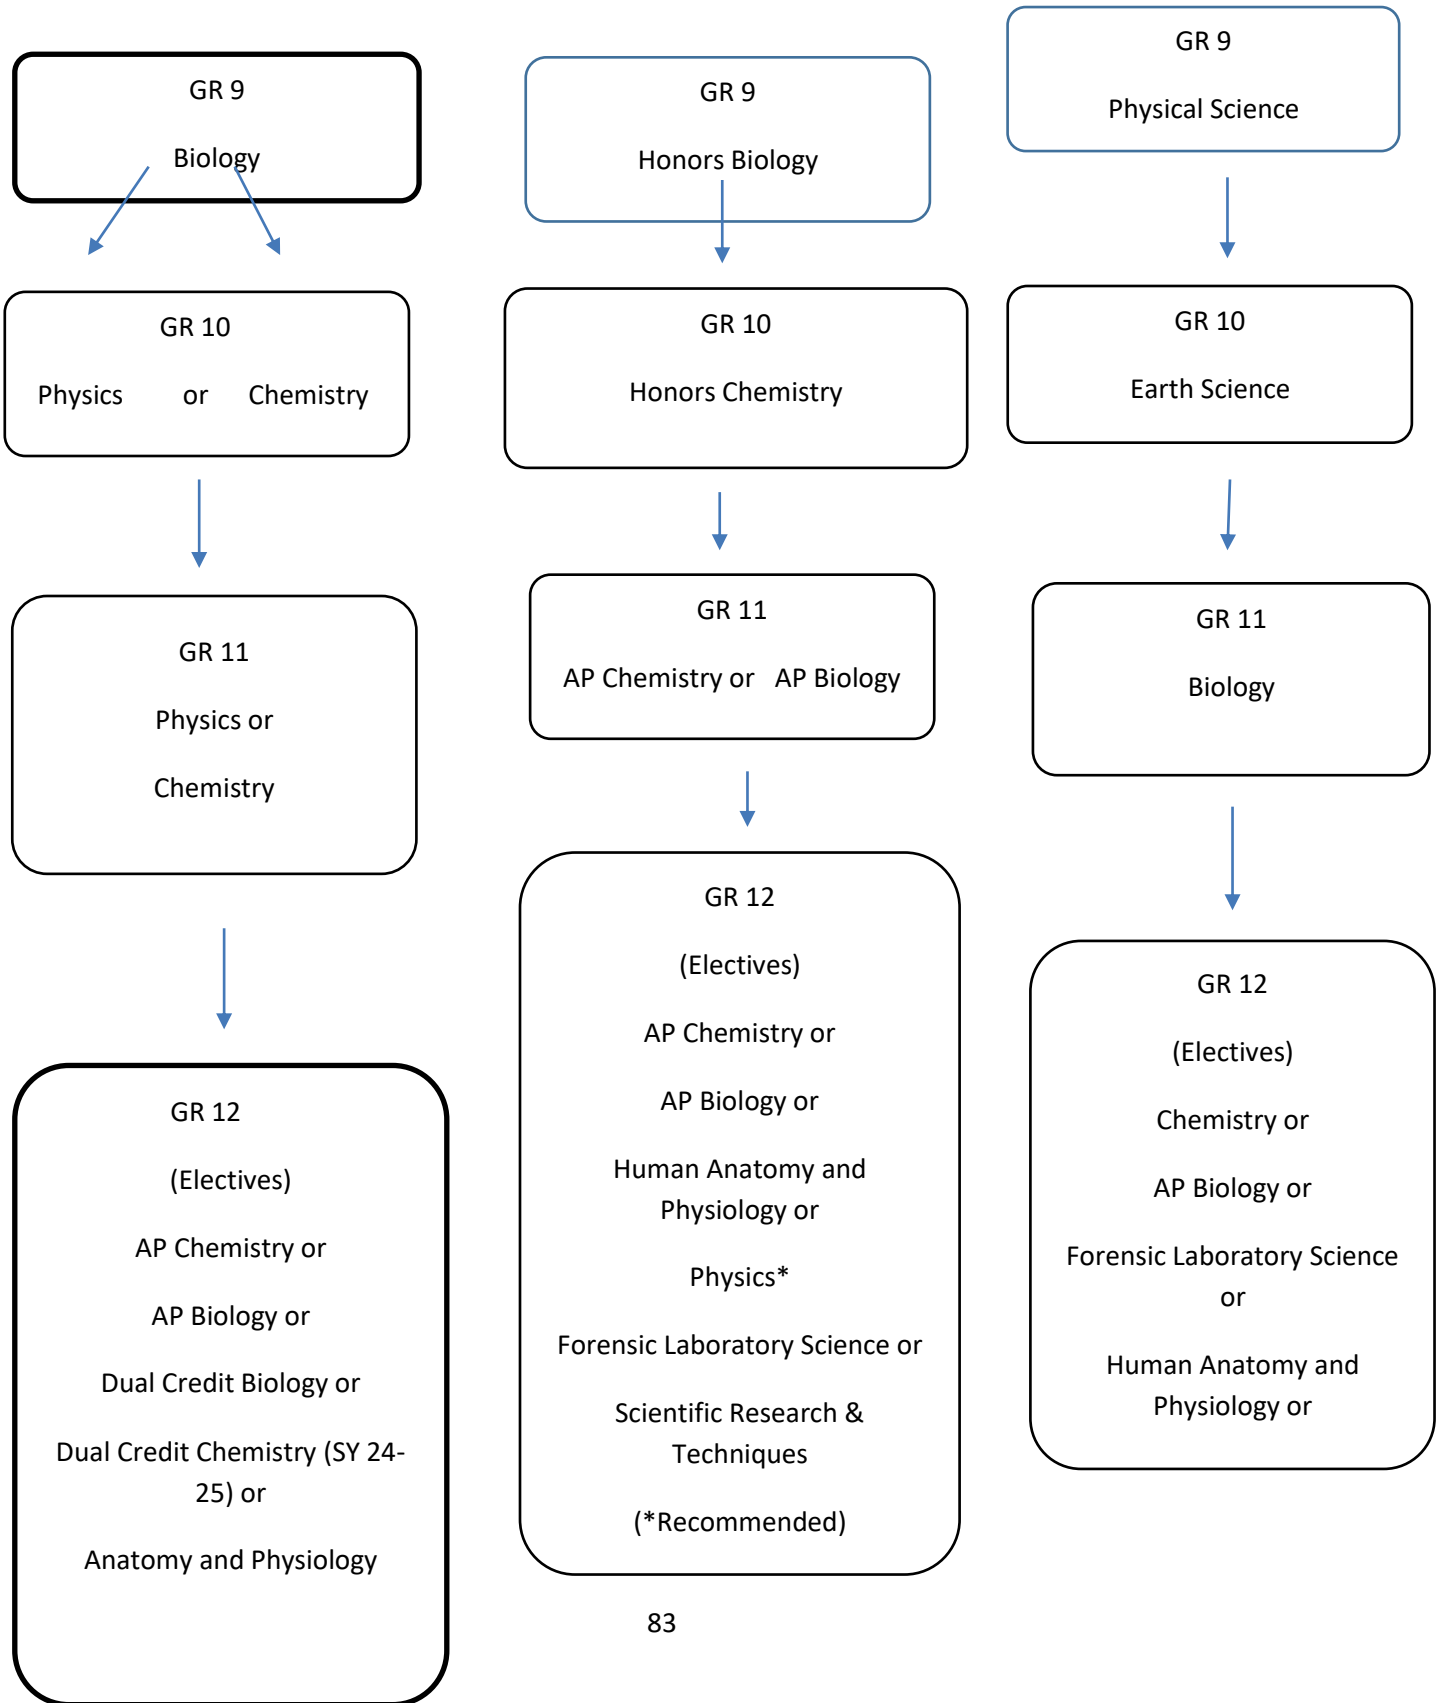 GR 9
Biology
GR 10
Physics or Chemistry
GR 11
Physics or
Chemistry
GR 12
(Electives)
AP Chemistry or
AP Biology or
Dual Credit Biology or
Dual Credit Chemistry (SY 24-
25) or
Anatomy and Physiology
GR 9
Honors Biology
GR 10
Honors Chemistry
GR 11
AP Chemistry or AP Biology
GR 12
(Electives)
AP Chemistry or
AP Biology or
Human Anatomy and
Physiology or
Physics*
Forensic Laboratory Science or
Scientific Research &
Techniques
(*Recommended)
GR 9
Physical Science
GR 10
Earth Science
GR 11
Biology
GR 12
(Electives)
Chemistry or
AP Biology or
Forensic Laboratory Science
or
Human Anatomy and
Physiology or
83